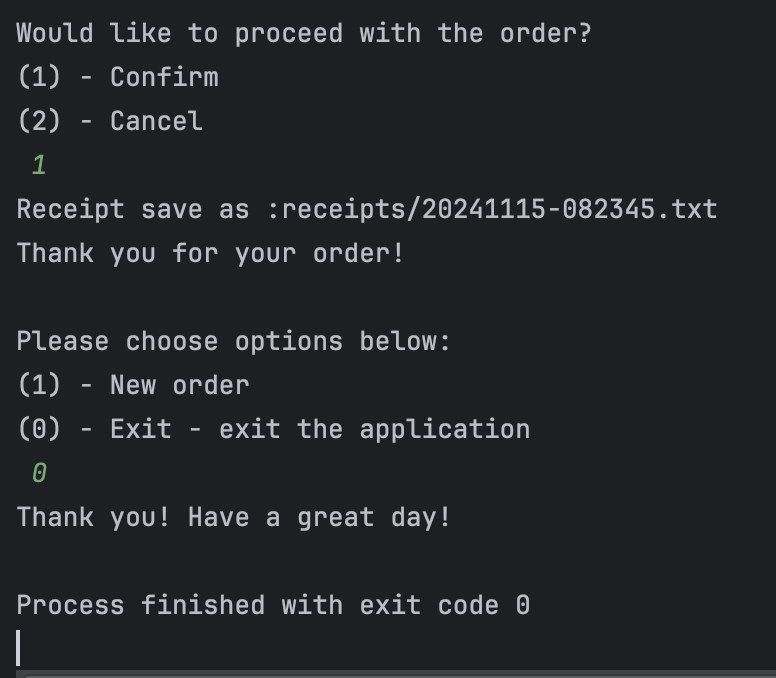 Would like to proceed with the order?
(1) - Confirm
(2) - Cancel
1
Receipt save as :receipts/20241115-082345.txt
Thank you for your order!
Please choose options below:
(1) - New order
(0) - Exit - exit the application
0
Thank you! Have a great day!
Process finished with exit code 0